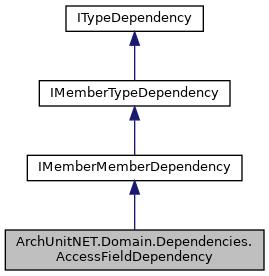 ITypeDependency
IMemberTypeDependency
IMemberMemberDependency
ArchUnitNET.Domain.Dependencies.
AccessFieldDependency